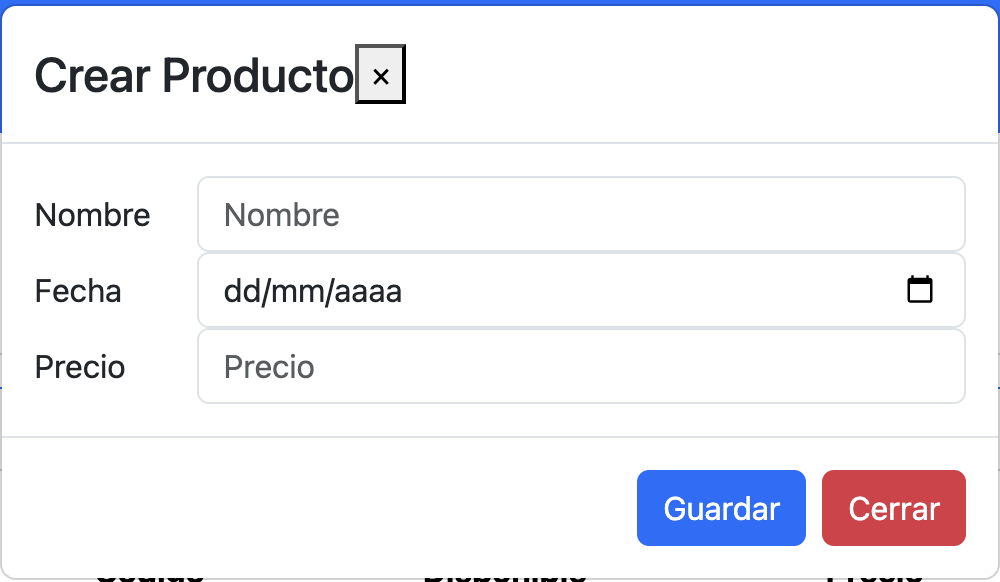 Crear Producto ×
Nombre Nombre
Fecha dd/mm/aaaa
Precio Precio
Guardar Cerrar